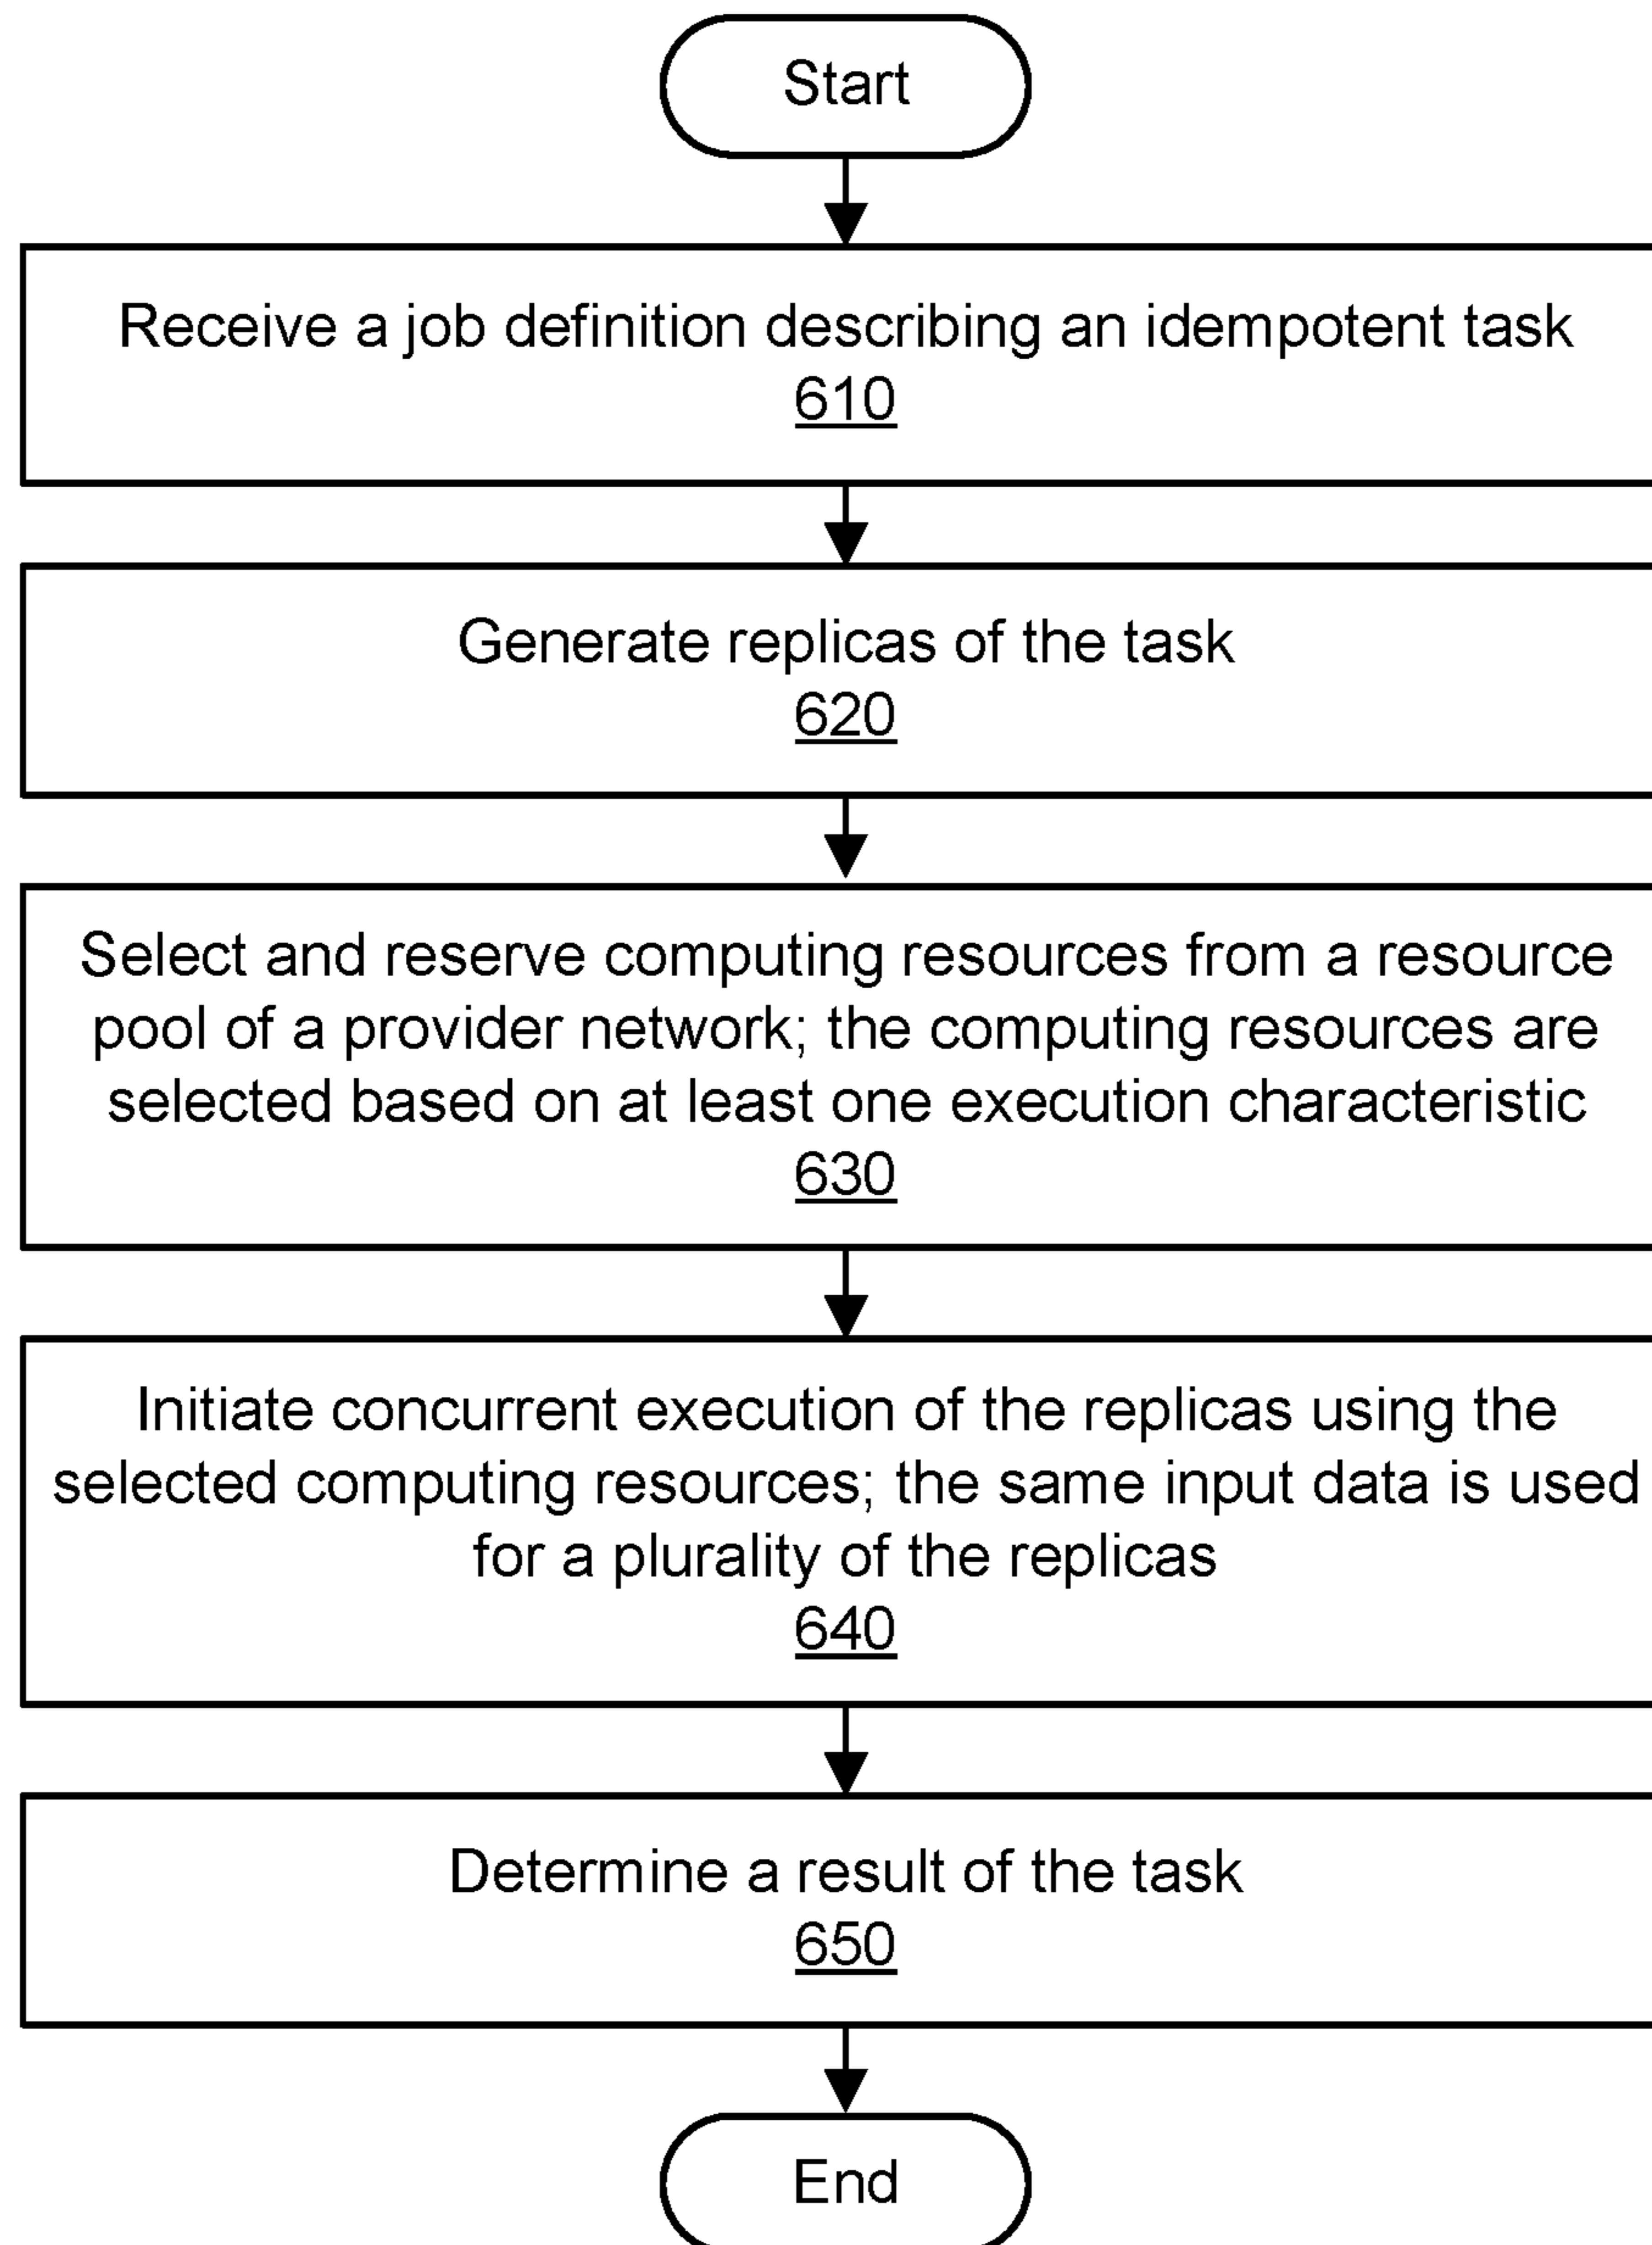 Start
Receive a job definition describing an idempotent task
610
Generate replicas of the task
620
Select and reserve computing resources from a resource
pool of a provider network; the computing resources are
selected based on at least one execution characteristic
630
Initiate concurrent execution of the replicas using the
selected computing resources; the same input data is used
for a plurality of the replicas
640
Determine a result of the task
650
End